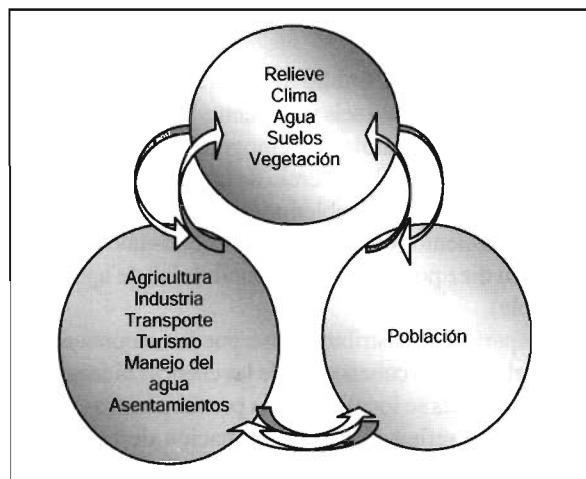 Relieve
Clima
Agua
Suelos
Vegetación
Agricultura
Industria
Transporte
Turismo
Manejo del
agua
Asentamientos
Población